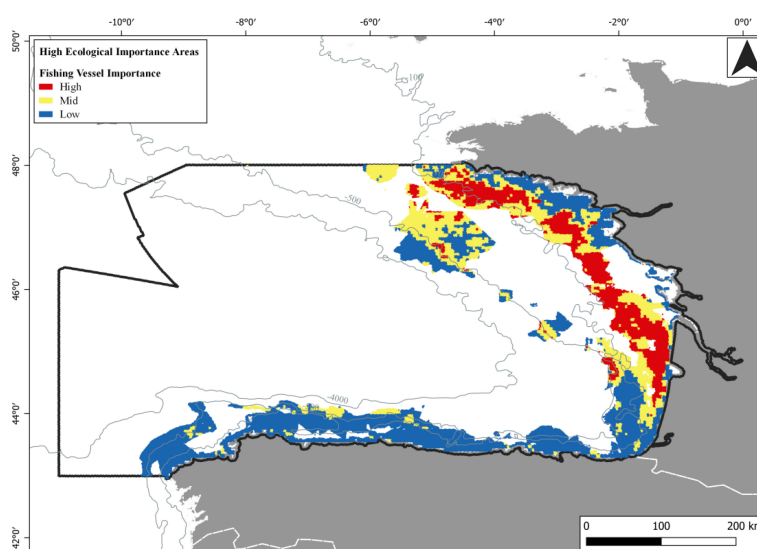 -10°0' -8°0' -6°0' -4°0' -2°0' 0°0'
50°0'
High Ecological Importance Areas
Fishing Vessel Importance
High
Mid
Low
-100
48°0'
-500
46°0'
-4000
44°0'
42°0'
0 100 200 km